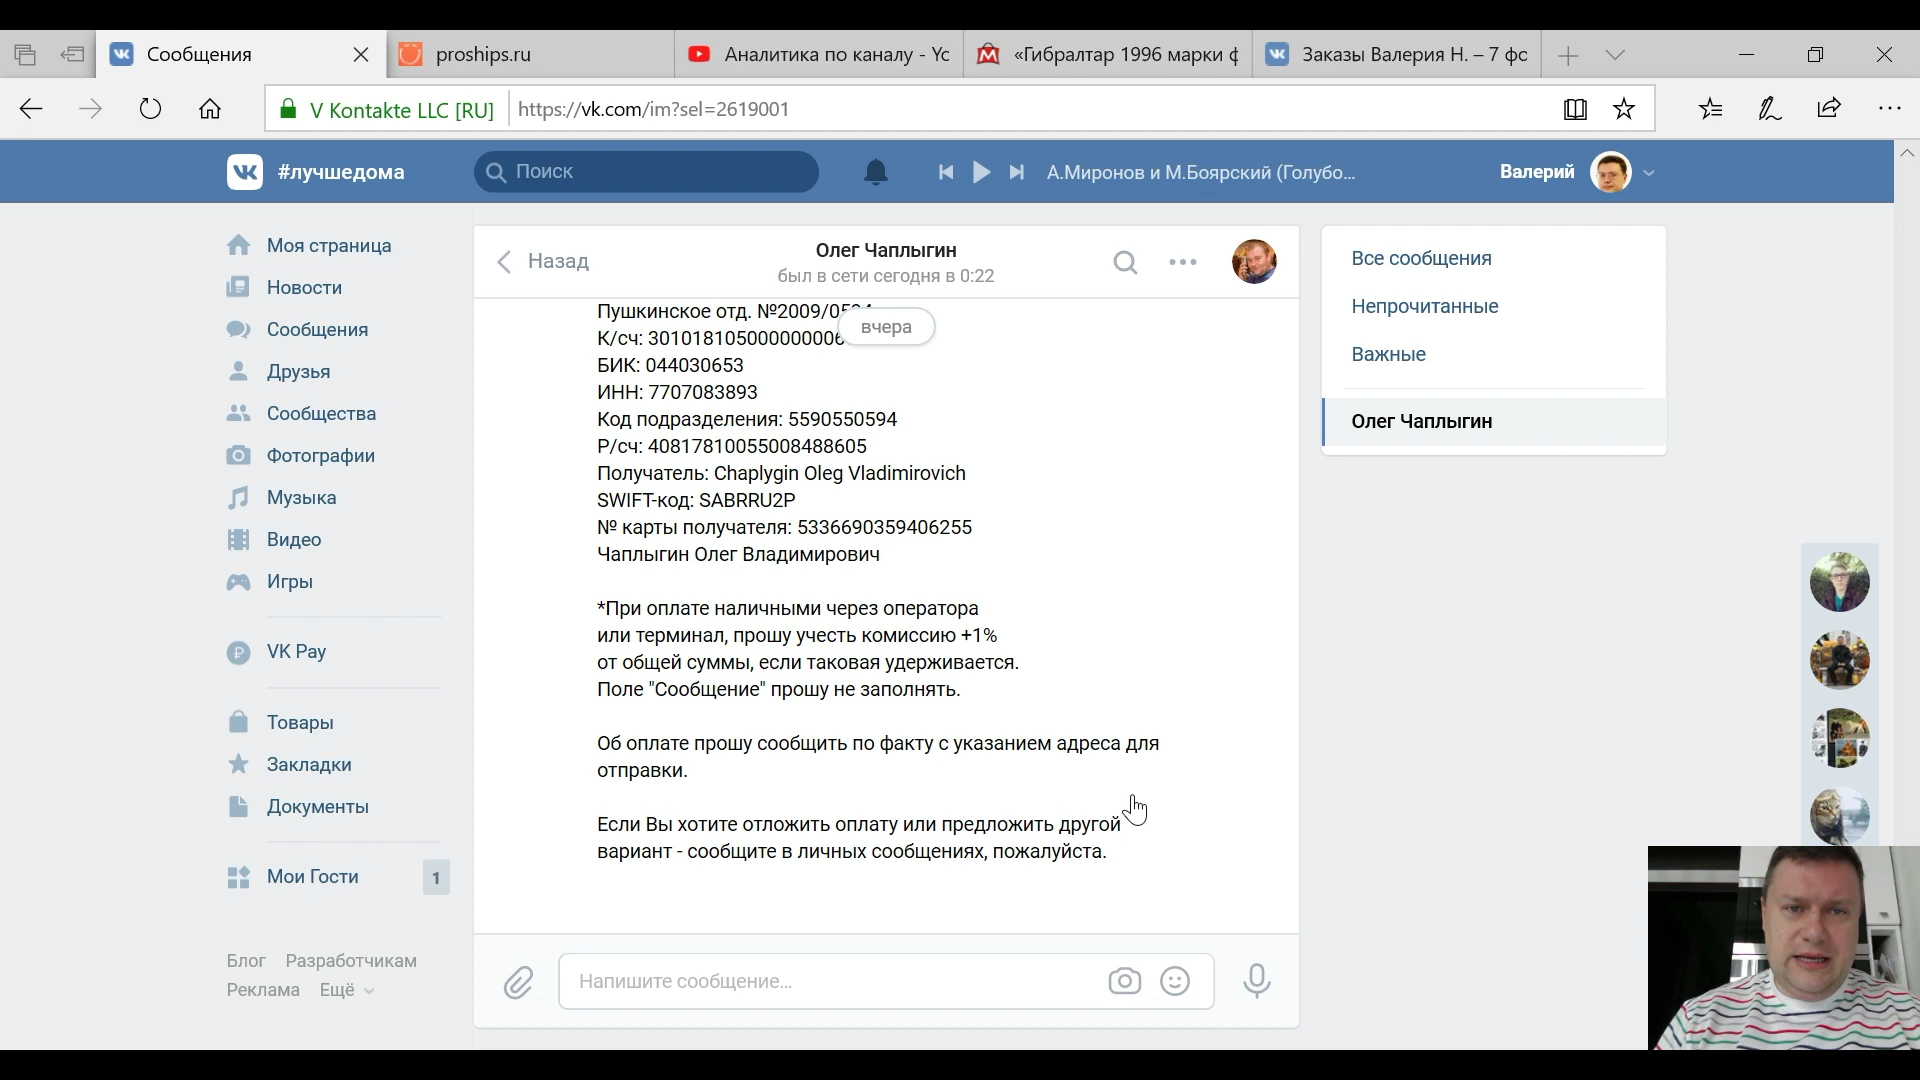 Сообщения
proships.ru
Аналитика по каналу - Yc
«Гибралтар 1996 марки ф
Заказы Валерия Н. – 7 фо
V Kontakte LLC [RU]
https://vk.com/im?sel=2619001
#лучшедома
Поиск
А.Миронов и М.Боярский (Голубо...
Валерий
Моя страница
Новости
Сообщения
Друзья
Сообщества
Фотографии
Музыка
Видео
Игры
VK Pay
Товары
Закладки
Документы
Мои Гости
1
Блог Разработчикам
Реклама Ещё
Назад
Олег Чаплыгин
был в сети сегодня в 0:22
вчера
Пушкинское отд.
К/сч:
БИК: 044030653
ИНН: 7707083893
Код подразделения: 5590550594
Р/сч: 40817810055008488605
Получатель: Chaplygin Oleg Vladimirovich
SWIFT-код: SABRRU2P
№ карты получателя: 5336690359406255
Чаплыгин Олег Владимирович
*При оплате наличными через оператора
или терминал, прошу учесть комиссию +1%
от общей суммы, если таковая удерживается.
Поле "Сообщение" прошу не заполнять.
Об оплате прошу сообщить по факту с указанием адреса для
отправки.
Если Вы хотите отложить оплату или предложить другой
вариант - сообщите в личных сообщениях, пожалуйста.
Напишите сообщение...
Все сообщения
Непрочитанные
Важные
Олег Чаплыгин